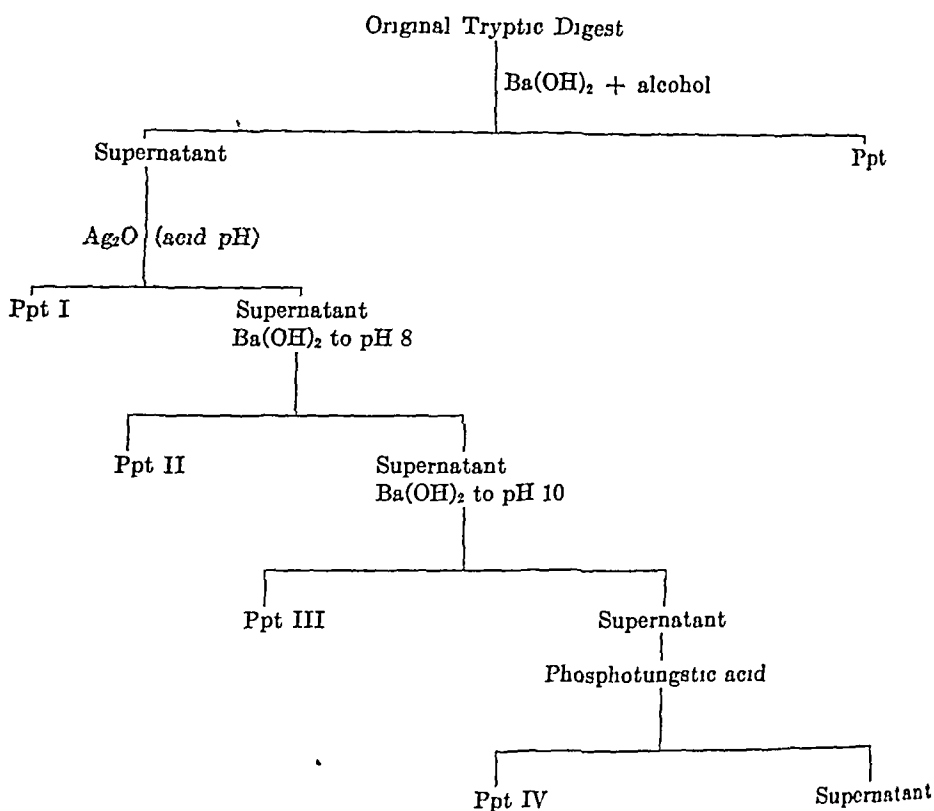 Original Tryptic Digest
Ba(OH)₂ + alcohol
Supernatant
Ppt
Ag₂O (acid pH)
Ppt I
Supernatant
Ba(OH)₂ to pH 8
Ppt II
Supernatant
Ba(OH)₂ to pH 10
Ppt III
Supernatant
Phosphotungstic acid
Ppt IV
Supernatant